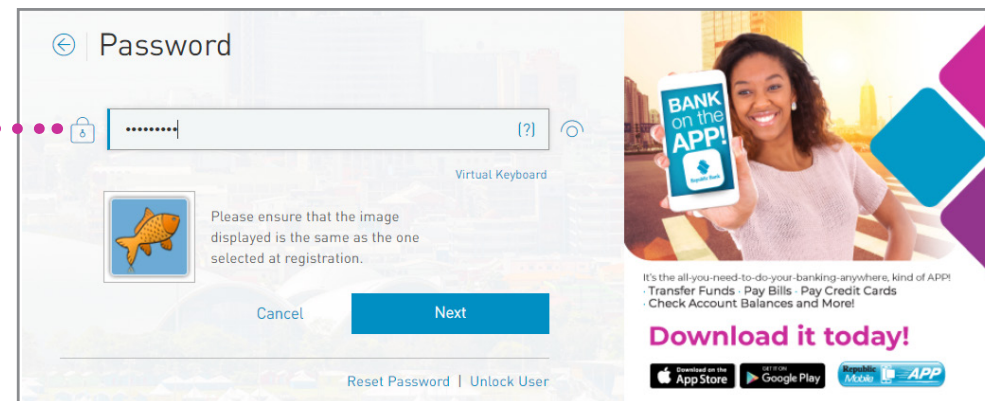 Password
••••••••• (?)
Virtual Keyboard
Please ensure that the image
displayed is the same as the one
selected at registration.
Cancel Next
Reset Password | Unlock User
BANK
on the
APP!
Republic Bank
It's the all-you-need-to-do-your-banking-anywhere, kind of APP!
· Transfer Funds · Pay Bills · Pay Credit Cards
· Check Account Balances and More!
Download it today!
Download on the
App Store
GET IT ON
Google Play
Republic
Mobile APP